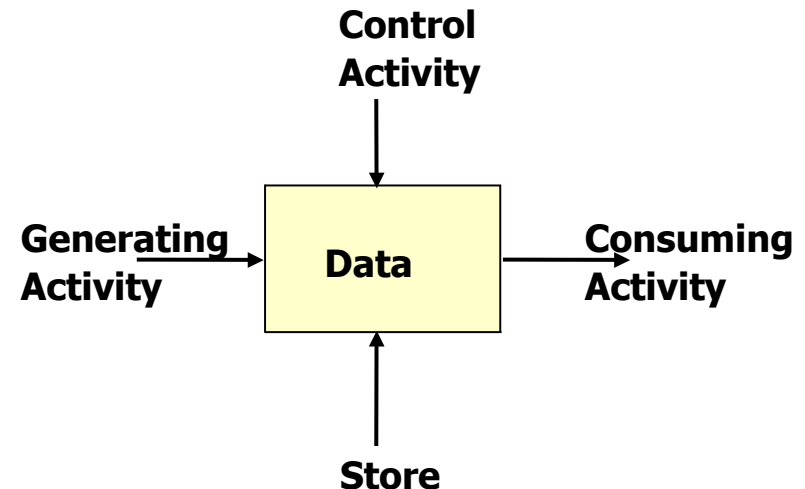 Control
Activity
Generating
Activity
Data
Consuming
Activity
Store